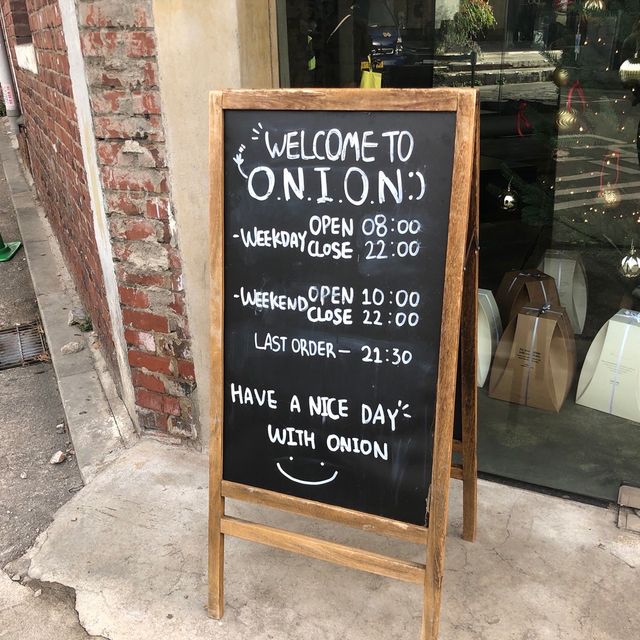 WELCOME TO
O.N.I.O.N:)
-WEEKDAY OPEN 08:00
CLOSE 22:00
-WEEKEND OPEN 10:00
CLOSE 22:00
LAST ORDER - 21:30
HAVE A NICE DAY
WITH ONION